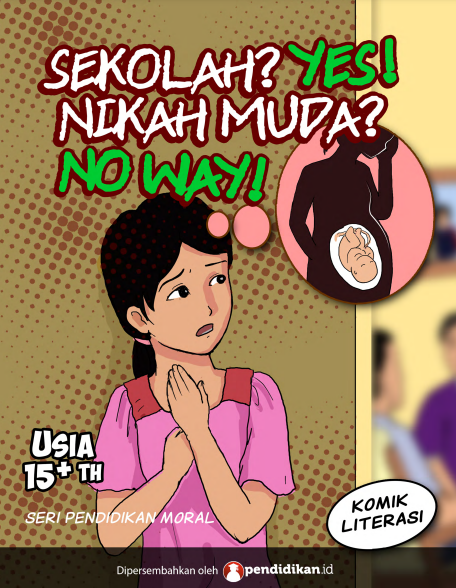 SEKOLAH? YES!
NIKAH MUDA?
NO WAY!
USIA
15+ TH
SERI PENDIDIKAN MORAL
KOMIK
LITERASI
Dipersembahkan oleh pendidikan.id